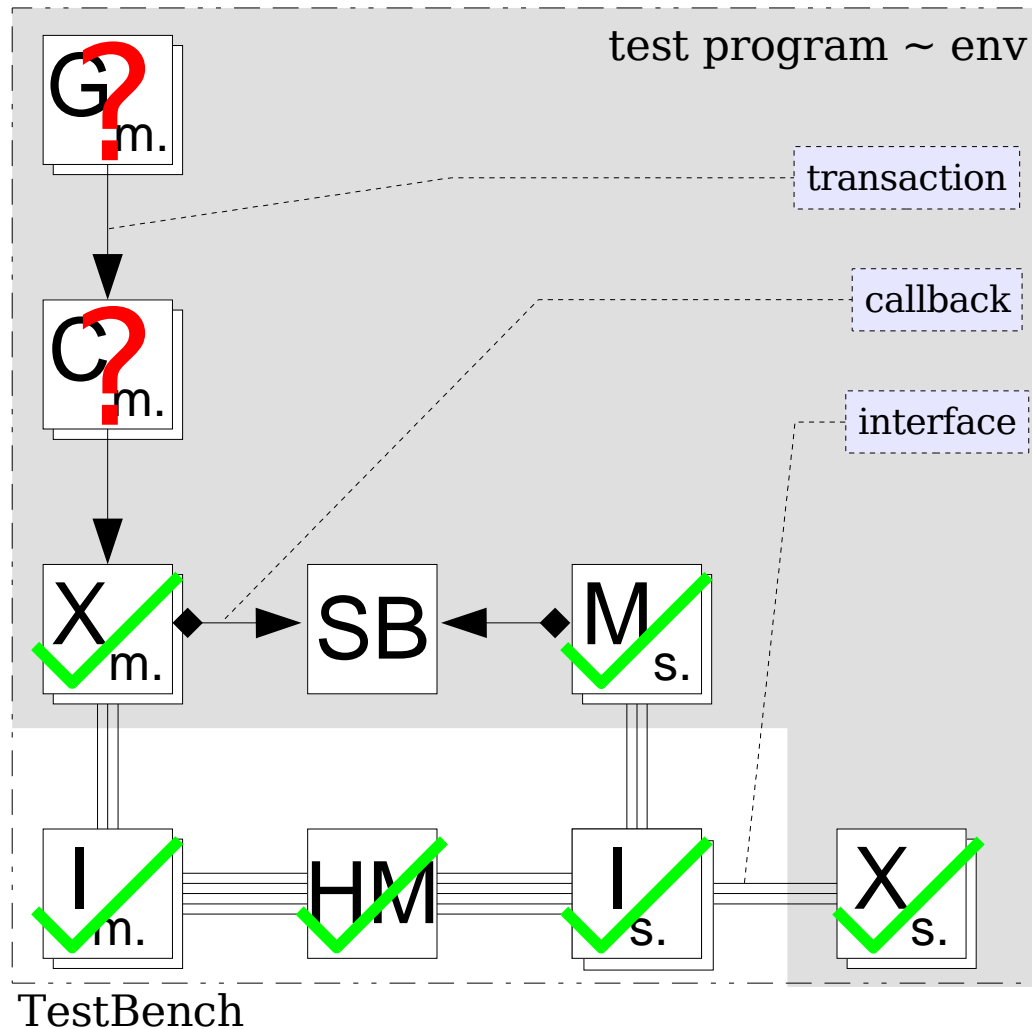 test program ~ env
G?
m.
transaction
callback
C?
m.
interface
X
m.
SB
M
s.
I
m.
HM
I
s.
X
s.
TestBench